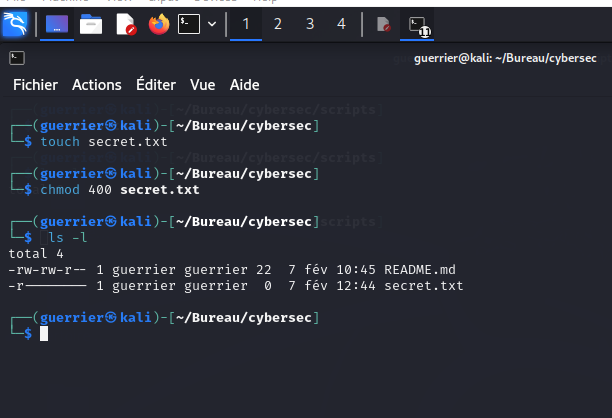 1 2 3 4
guerrier@kali: ~/Bureau/cybersec
Fichier Actions Éditer Vue Aide
┌──(guerrier㉿kali)-[~/Bureau/cybersec]
└─$ touch secret.txt
┌──(guerrier㉿kali)-[~/Bureau/cybersec]
└─$ chmod 400 secret.txt
┌──(guerrier㉿kali)-[~/Bureau/cybersec]
└─$ ls -l
total 4
-rw-rw-r-- 1 guerrier guerrier 22  7 fév 10:45 README.md
-r-------- 1 guerrier guerrier  0  7 fév 12:44 secret.txt
┌──(guerrier㉿kali)-[~/Bureau/cybersec]
└─$